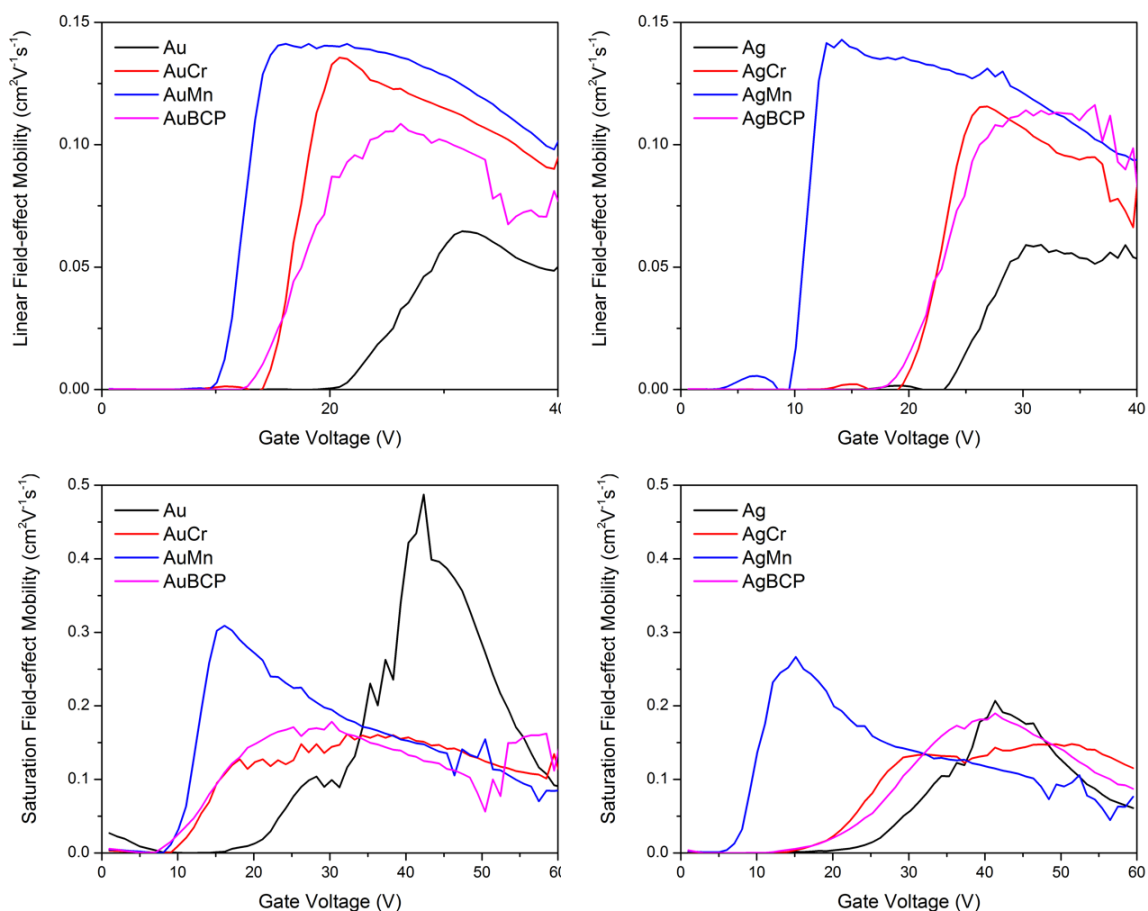 Linear Field-effect Mobility (cm²V⁻¹s⁻¹)
0.15
0.10
0.05
0.00
Au
AuCr
AuMn
AuBCP
0
20
40
Gate Voltage (V)
Linear Field-effect Mobility (cm²V⁻¹s⁻¹)
0.15
0.10
0.05
0.00
Ag
AgCr
AgMn
AgBCP
0
10
20
30
40
Gate Voltage (V)
Saturation Field-effect Mobility (cm²V⁻¹s⁻¹)
0.5
0.4
0.3
0.2
0.1
0.0
Au
AuCr
AuMn
AuBCP
0
10
20
30
40
50
60
Gate Voltage (V)
Saturation Field-effect Mobility (cm²V⁻¹s⁻¹)
0.5
0.4
0.3
0.2
0.1
0.0
Ag
AgCr
AgMn
AgBCP
0
10
20
30
40
50
60
Gate Voltage (V)